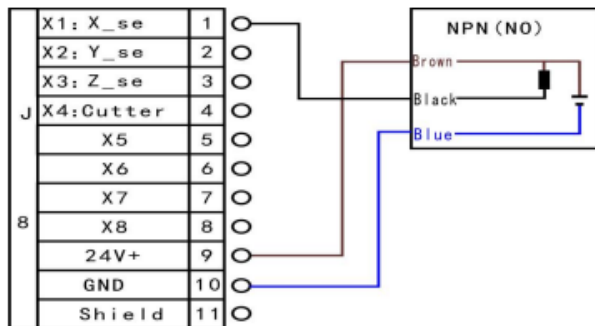 X1: X_se 1
X2: Y_se 2
X3: Z_se 3
X4:Cutter 4
X5 5
X6 6
X7 7
X8 8
24V+ 9
GND 10
Shield 11
J
8
NPN(NO)
Brown
Black
Blue